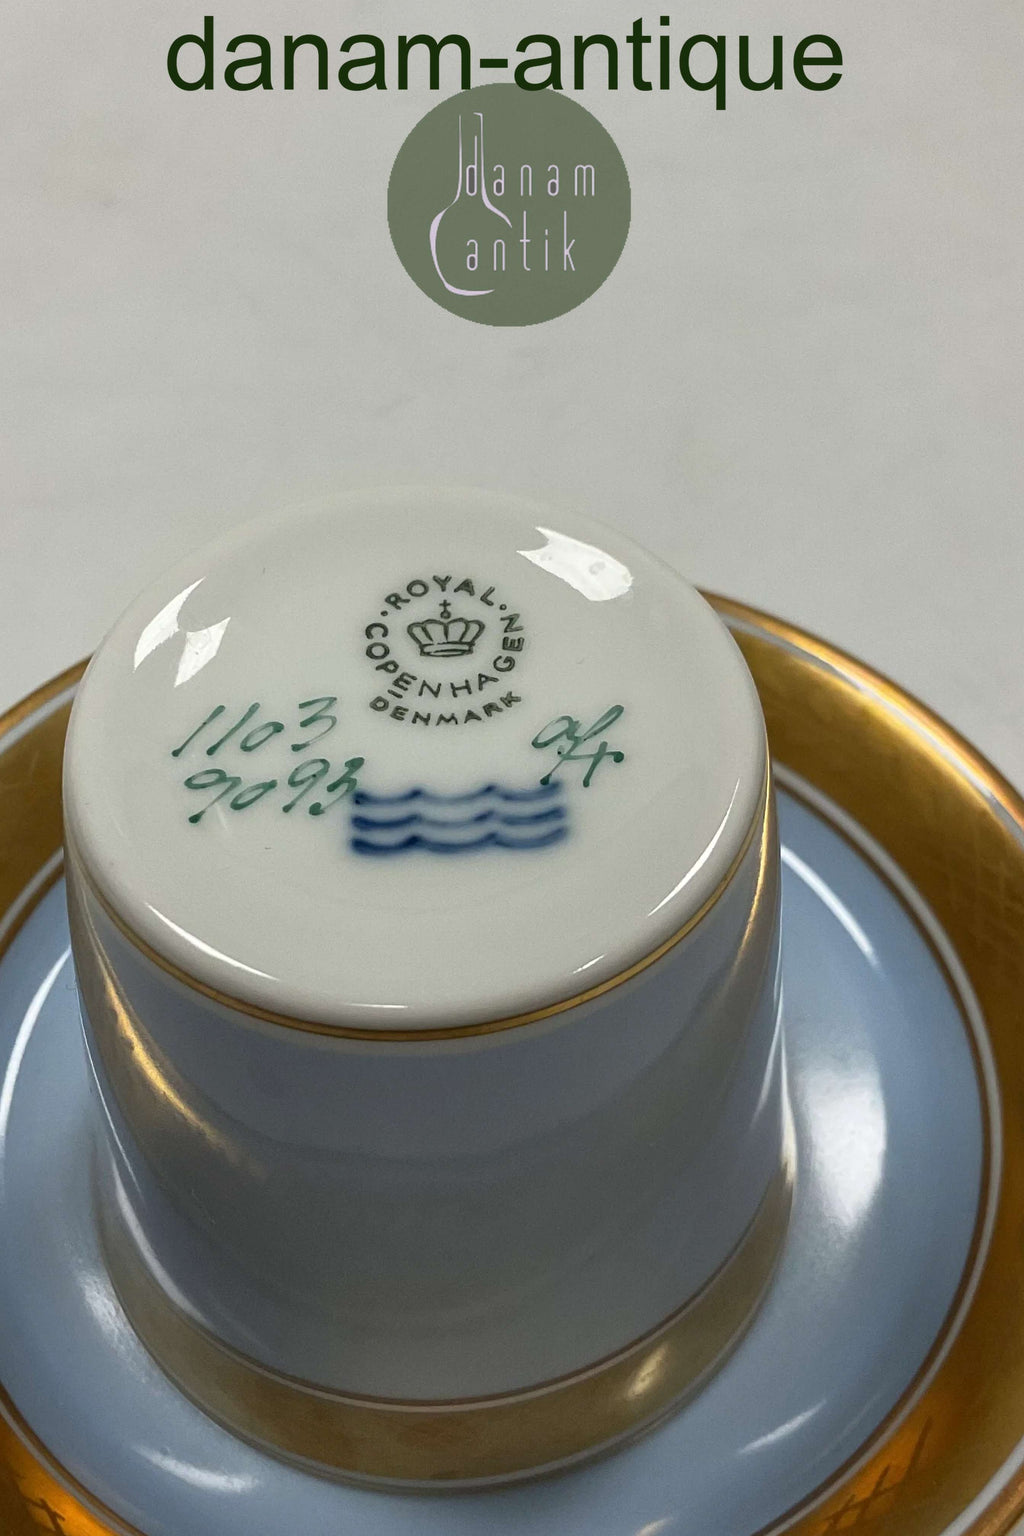 danam-antique
danam
antik
· ROYAL ·
COPENHAGEN
DENMARK
1103
9093